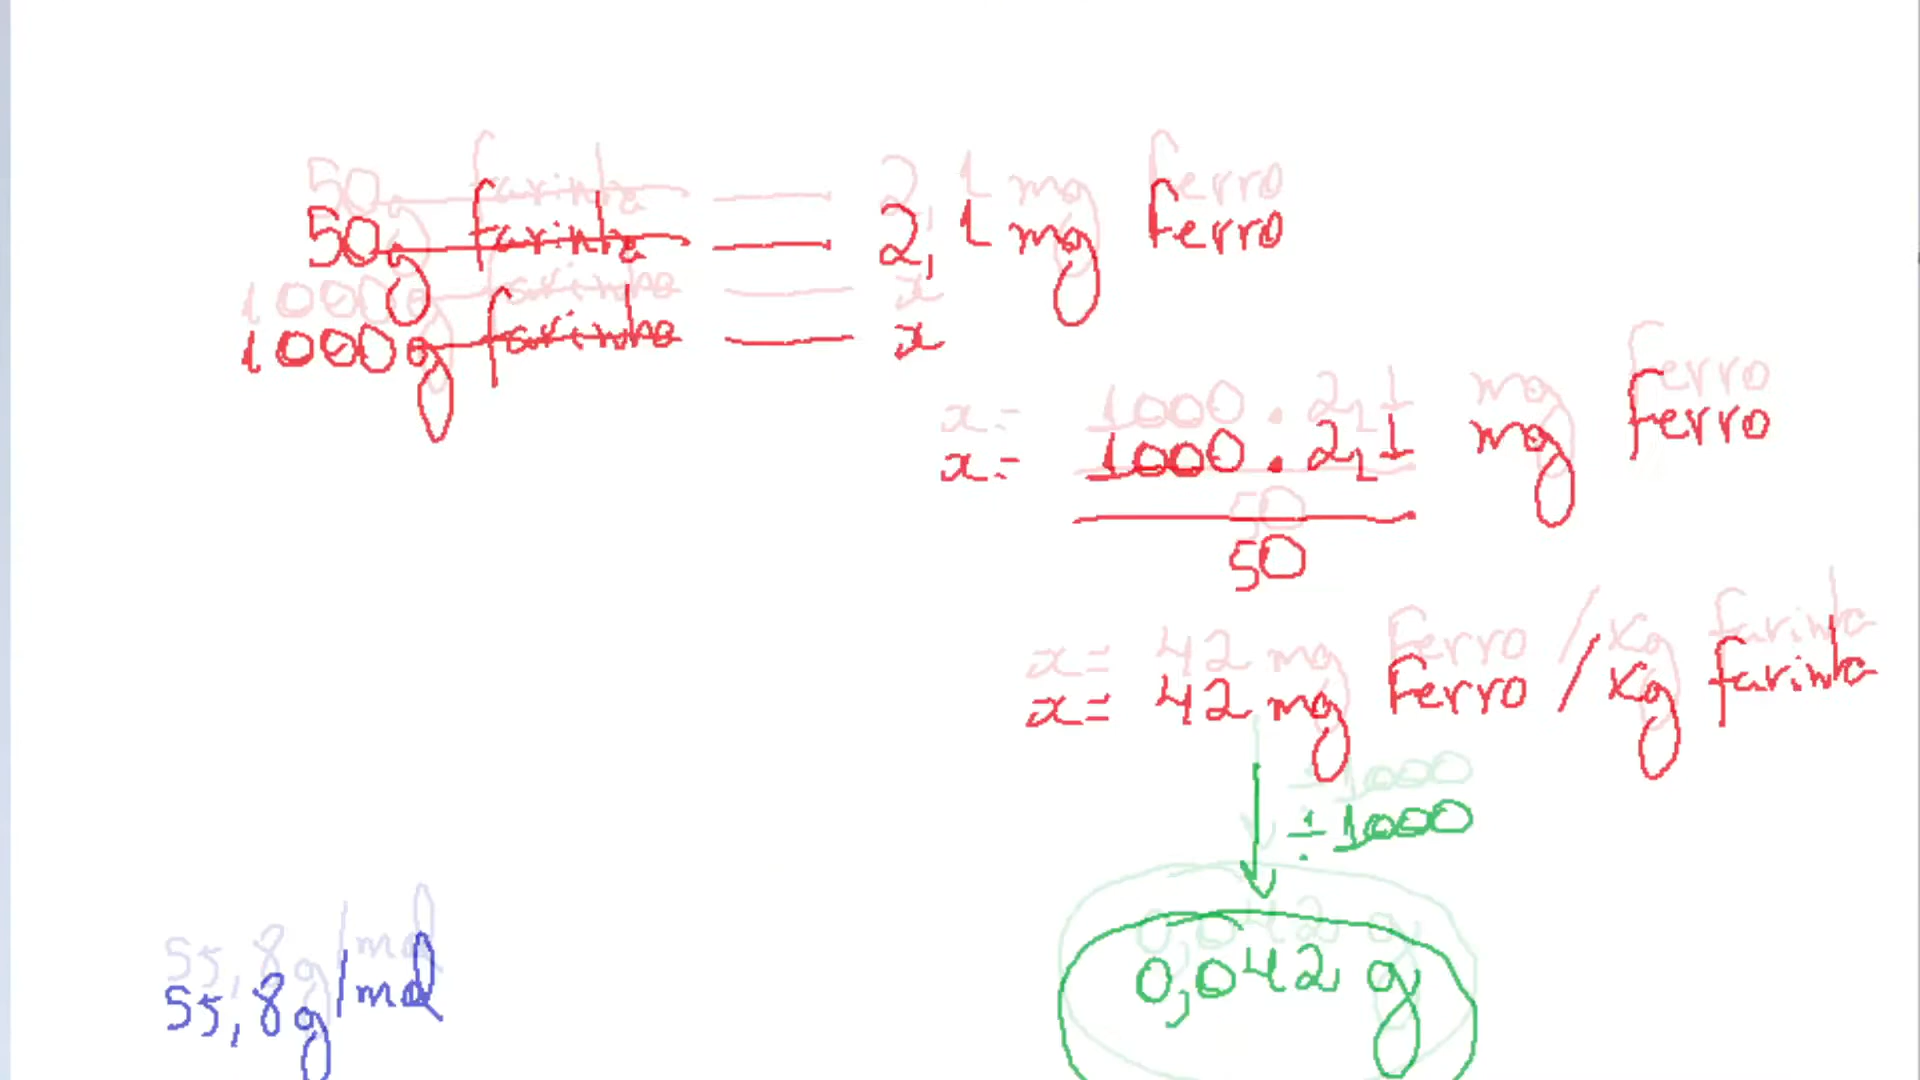 50g farinha — 2,1 mg Ferro
1000g farinha — x
x = 1000 . 2,1 mg Ferro
50
x = 42 mg Ferro / Kg farinha
÷ 1000
0,042 g
55,8g/mol